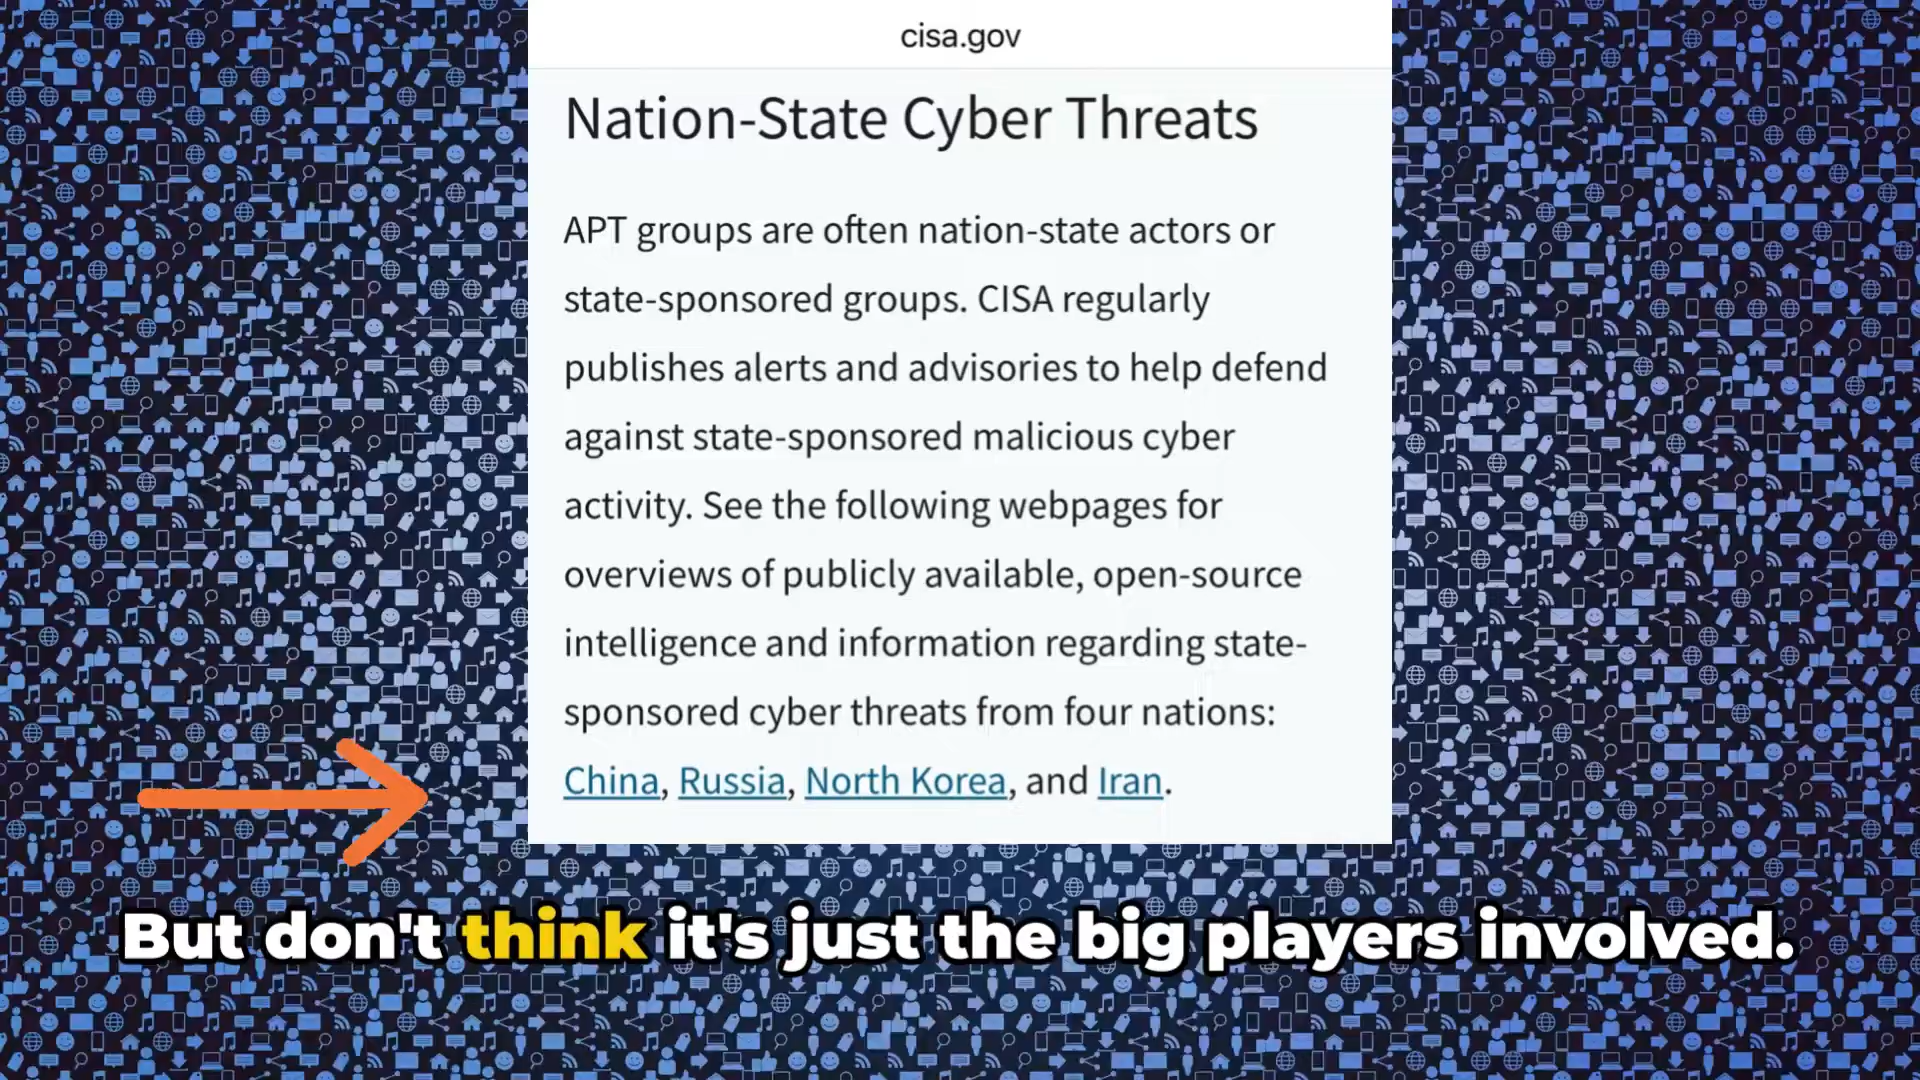 cisa.gov
Nation-State Cyber Threats
APT groups are often nation-state actors or
state-sponsored groups. CISA regularly
publishes alerts and advisories to help defend
against state-sponsored malicious cyber
activity. See the following webpages for
overviews of publicly available, open-source
intelligence and information regarding state-
sponsored cyber threats from four nations:
China, Russia, North Korea, and Iran.
But don't think it's just the big players involved.